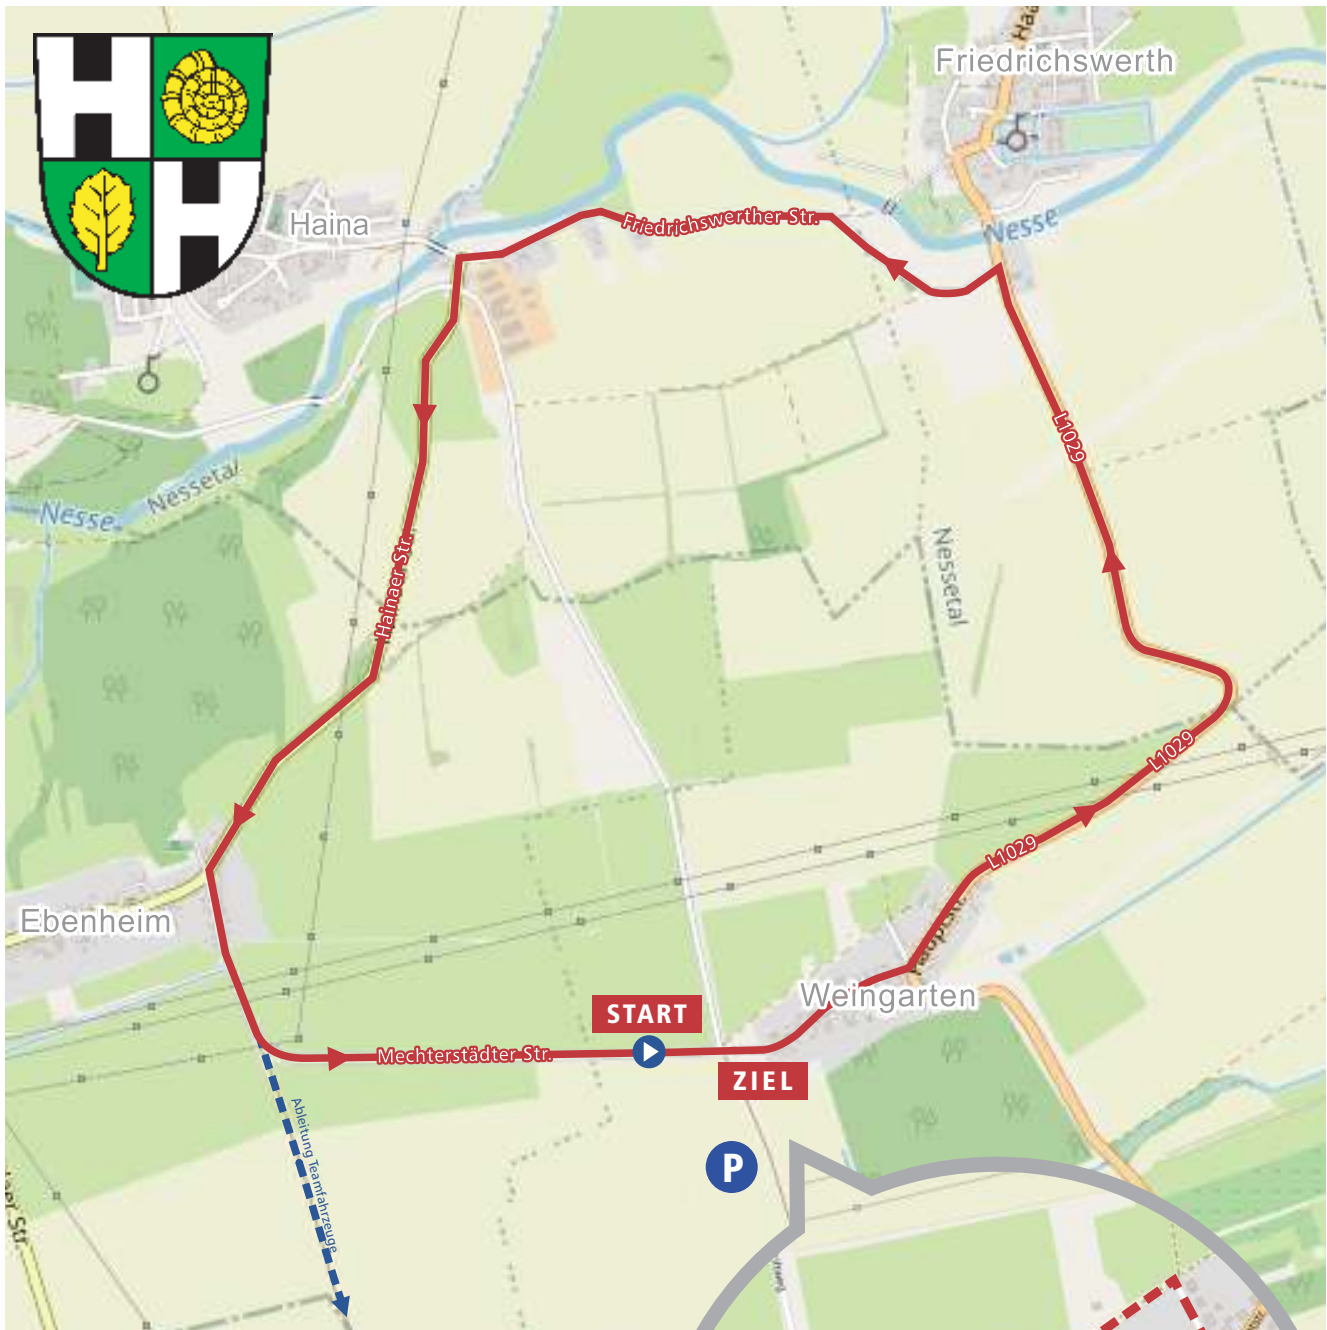 Friedrichswerth
Haina
Nesse
Friedrichswerther Str.
L1029
Nessetal
Nesse
Hainaer Str.
Nessetal
L1029
L1029
Ebenheim
Hauptstr.
Weingarten
START
Mechterstädter Str.
ZIEL
Ableitung Teamfahrzeuge
P